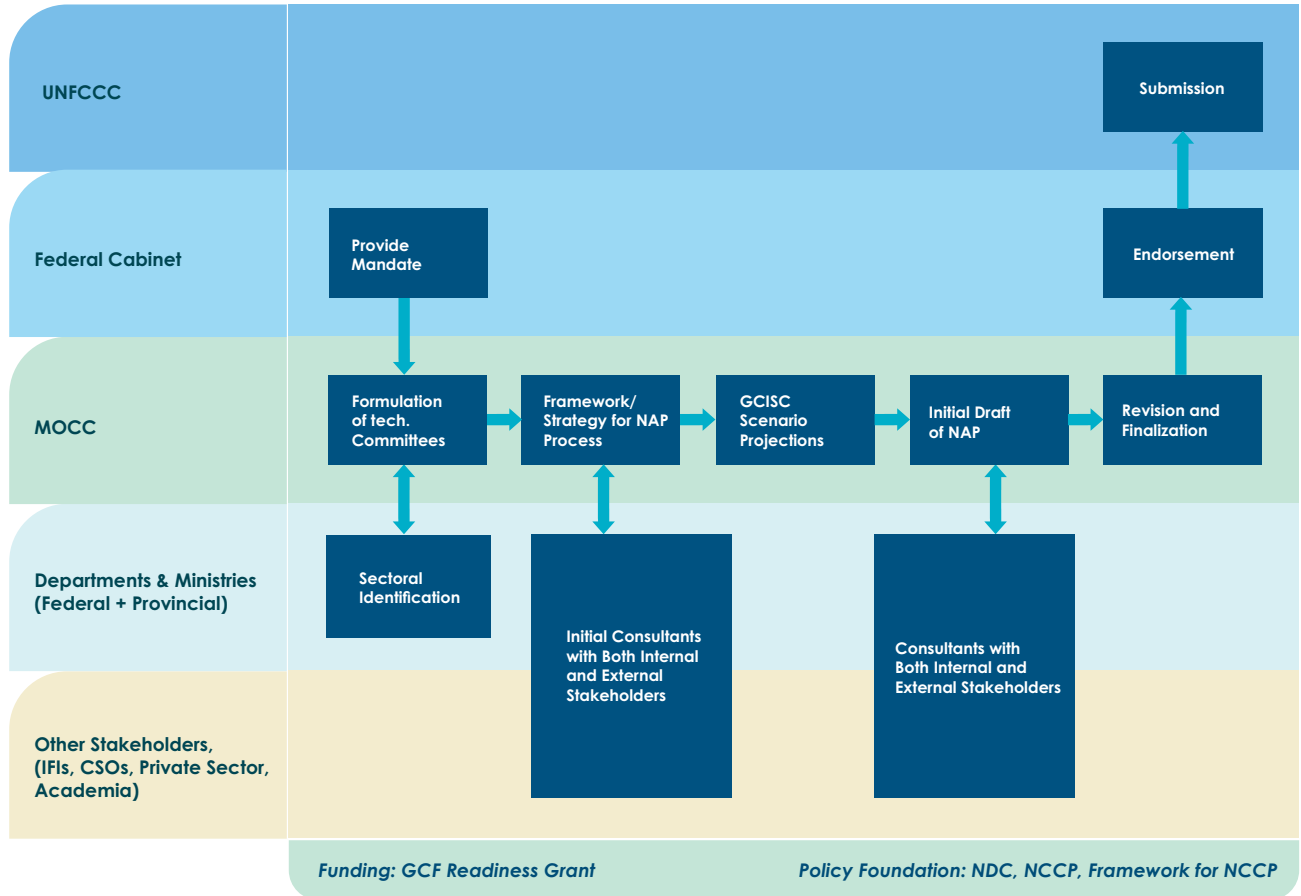 UNFCCC
Submission
Federal Cabinet
Provide
Mandate
Endorsement
MOCC
Formulation
of tech.
Committees
Framework/
Strategy for NAP
Process
GCISC
Scenario
Projections
Initial Draft
of NAP
Revision and
Finalization
Departments & Ministries
(Federal + Provincial)
Sectoral
Identification
Initial Consultants
with Both Internal
and External
Stakeholders
Consultants with
Both Internal and
External Stakeholders
Other Stakeholders,
(IFIs, CSOs, Private Sector,
Academia)
Funding: GCF Readiness Grant
Policy Foundation: NDC, NCCP, Framework for NCCP